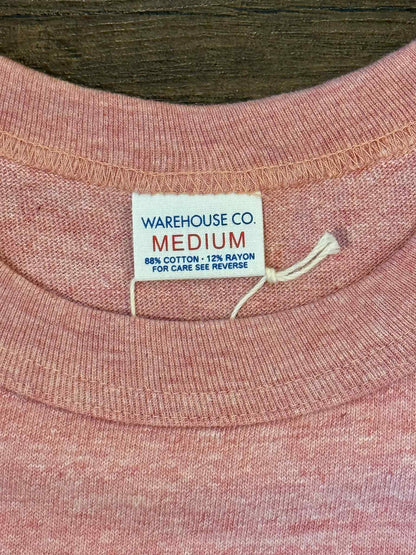 WAREHOUSE CO.
MEDIUM
88% COTTON · 12% RAYON
FOR CARE SEE REVERSE